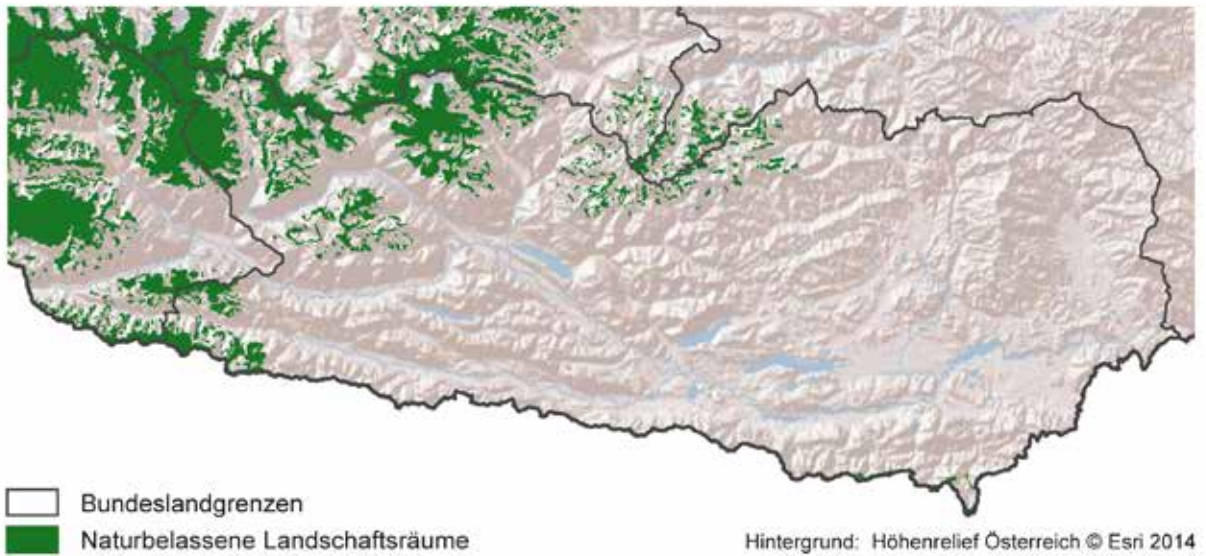 Bundeslandgrenzen
Naturbelassene Landschaftsräume
Hintergrund: Höhenrelief Österreich © Esri 2014